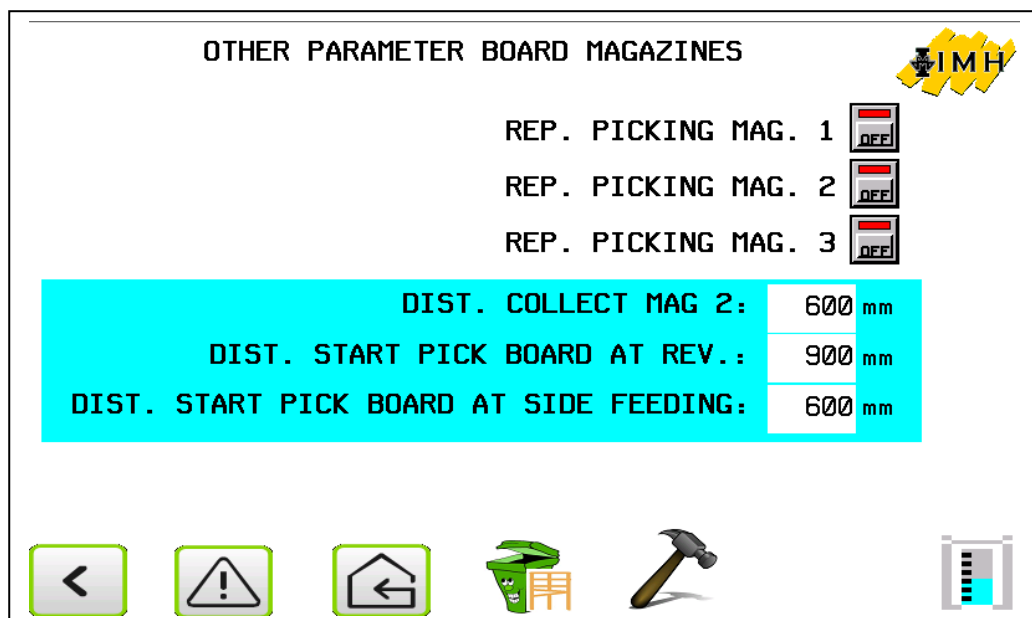 OTHER PARAMETER BOARD MAGAZINES
IMH
REP. PICKING MAG. 1 OFF
REP. PICKING MAG. 2 OFF
REP. PICKING MAG. 3 OFF
DIST. COLLECT MAG 2: 600 mm
DIST. START PICK BOARD AT REV.: 900 mm
DIST. START PICK BOARD AT SIDE FEEDING: 600 mm